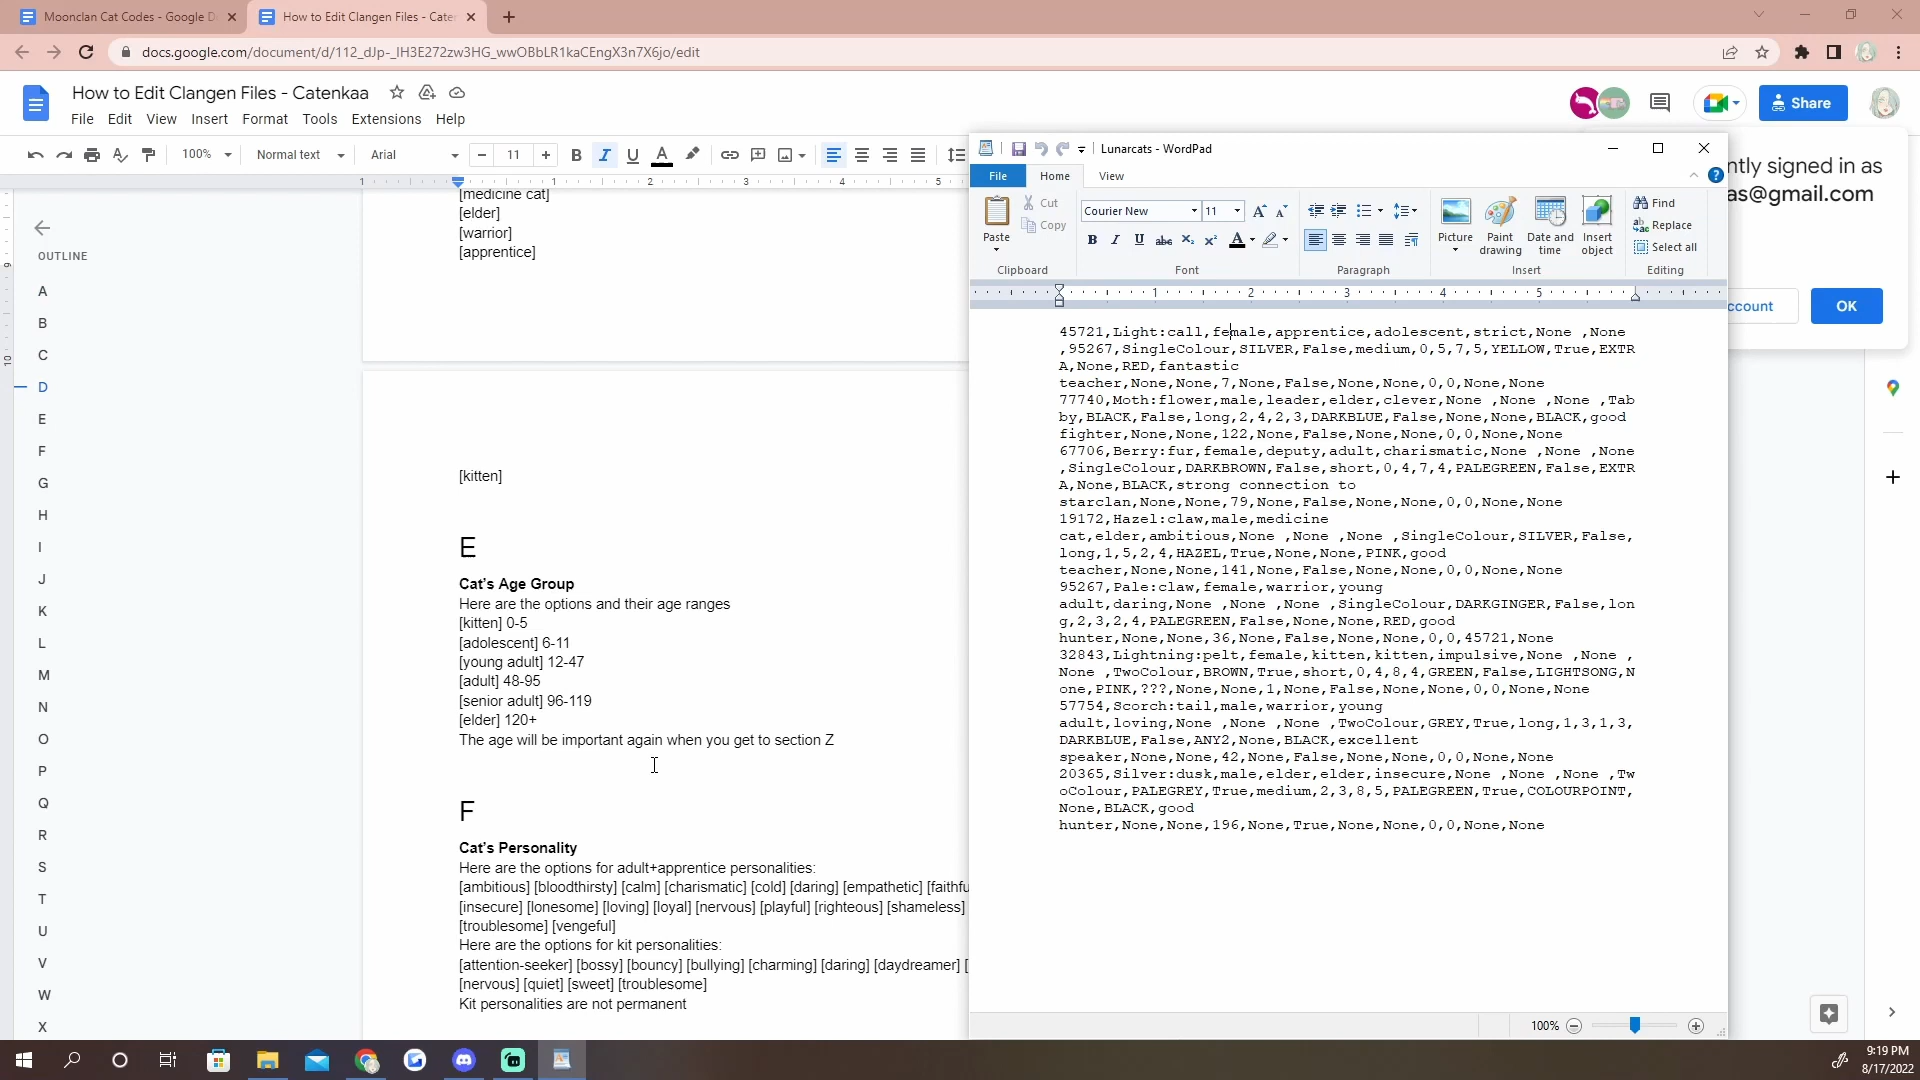 Moonclan Cat Codes - Google D
How to Edit Clangen Files - Caten
docs.google.com/document/d/112_dJp-_IH3E272zw3HG_wwOBbLR1kaCEngX3n7X6jo/edit
How to Edit Clangen Files - Catenkaa
File Edit View Insert Format Tools Extensions Help
Share
100% Normal text Arial 11
B I U A
1 1 2 3 4 5
OUTLINE
A
B
C
D
E
F
G
H
I
J
K
L
M
N
O
P
Q
R
S
T
U
V
W
X
9
10
[medicine cat]
[elder]
[warrior]
[apprentice]
[kitten]
E
Cat's Age Group
Here are the options and their age ranges
[kitten] 0-5
[adolescent] 6-11
[young adult] 12-47
[adult] 48-95
[senior adult] 96-119
[elder] 120+
The age will be important again when you get to section Z
F
Cat's Personality
Here are the options for adult+apprentice personalities:
[ambitious] [bloodthirsty] [calm] [charismatic] [cold] [daring] [empathetic] [faithfu
[insecure] [lonesome] [loving] [loyal] [nervous] [playful] [righteous] [shameless]
[troublesome] [vengeful]
Here are the options for kit personalities:
[attention-seeker] [bossy] [bouncy] [bullying] [charming] [daring] [daydreamer] [
[nervous] [quiet] [sweet] [troublesome]
Kit personalities are not permanent
Lunarcats - WordPad
File Home View
Paste
Cut
Copy
Clipboard
Courier New 11
B I U abc X₂ X² A
Font
Paragraph
Picture
Paint drawing
Date and time
Insert object
Insert
Find
Replace
Select all
Editing
1 2 3 4 5
45721,Light:call,female,apprentice,adolescent,strict,None ,None
,95267,SingleColour,SILVER,False,medium,0,5,7,5,YELLOW,True,EXTR
A,None,RED,fantastic
teacher,None,None,7,None,False,None,None,0,0,None,None
77740,Moth:flower,male,leader,elder,clever,None ,None ,None ,Tab
by,BLACK,False,long,2,4,2,3,DARKBLUE,False,None,None,BLACK,good
fighter,None,None,122,None,False,None,None,0,0,None,None
67706,Berry:fur,female,deputy,adult,charismatic,None ,None ,None
,SingleColour,DARKBROWN,False,short,0,4,7,4,PALEGREEN,False,EXTR
A,None,BLACK,strong connection to
starclan,None,None,79,None,False,None,None,0,0,None,None
19172,Hazel:claw,male,medicine
cat,elder,ambitious,None ,None ,None ,SingleColour,SILVER,False,
long,1,5,2,4,HAZEL,True,None,None,PINK,good
teacher,None,None,141,None,False,None,None,0,0,None,None
95267,Pale:claw,female,warrior,young
adult,daring,None ,None ,None ,SingleColour,DARKGINGER,False,lon
g,2,3,2,4,PALEGREEN,False,None,None,RED,good
hunter,None,None,36,None,False,None,None,0,0,45721,None
32843,Lightning:pelt,female,kitten,kitten,impulsive,None ,None ,
None ,TwoColour,BROWN,True,short,0,4,8,4,GREEN,False,LIGHTSONG,N
one,PINK,???,None,None,1,None,False,None,None,0,0,None,None
57754,Scorch:tail,male,warrior,young
adult,loving,None ,None ,None ,TwoColour,GREY,True,long,1,3,1,3,
DARKBLUE,False,ANY2,None,BLACK,excellent
speaker,None,None,42,None,False,None,None,0,0,None,None
20365,Silver:dusk,male,elder,elder,insecure,None ,None ,None ,Tw
oColour,PALEGREY,True,medium,2,3,8,5,PALEGREEN,True,COLOURPOINT,
None,BLACK,good
hunter,None,None,196,None,True,None,None,0,0,None,None
100%
ntly signed in as
as@gmail.com
ccount
OK
9:19 PM
8/17/2022